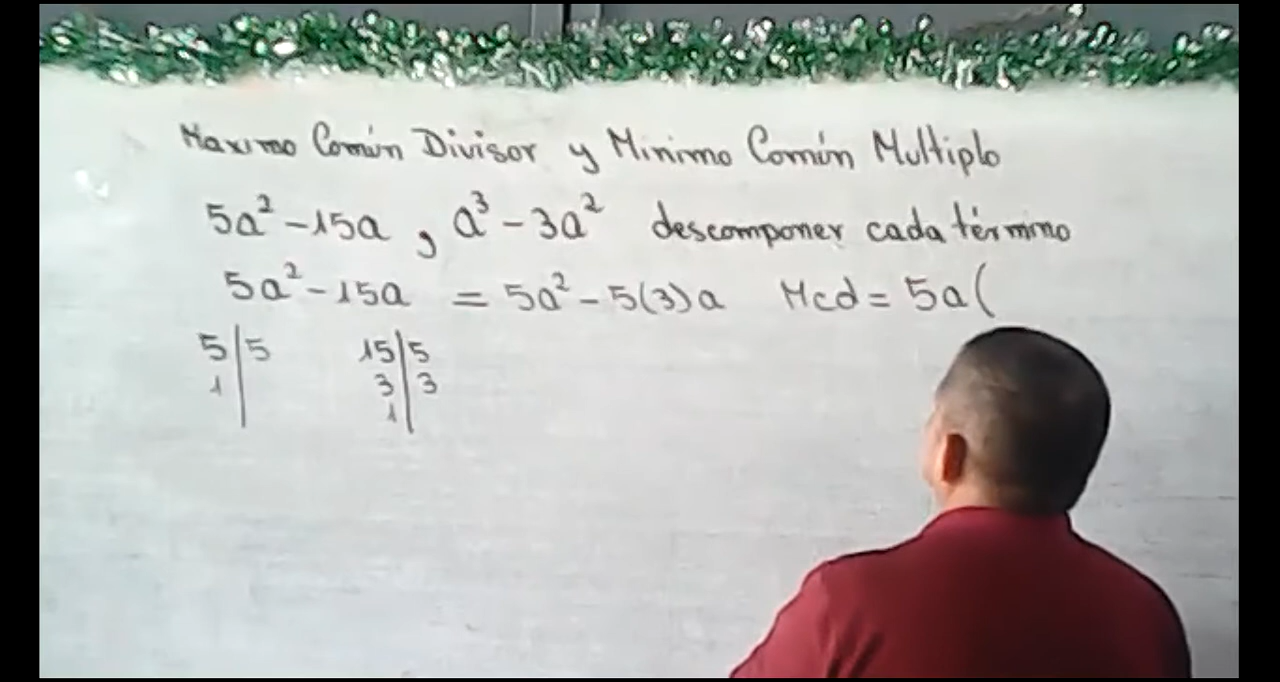 Maximo Común Divisor y Minimo Común Multiplo
5a² - 15a , a³ - 3a² descomponer cada término
5a² - 15a = 5a² - 5(3)a Mcd = 5a(
5|5 15|5
1| 3|3
1|